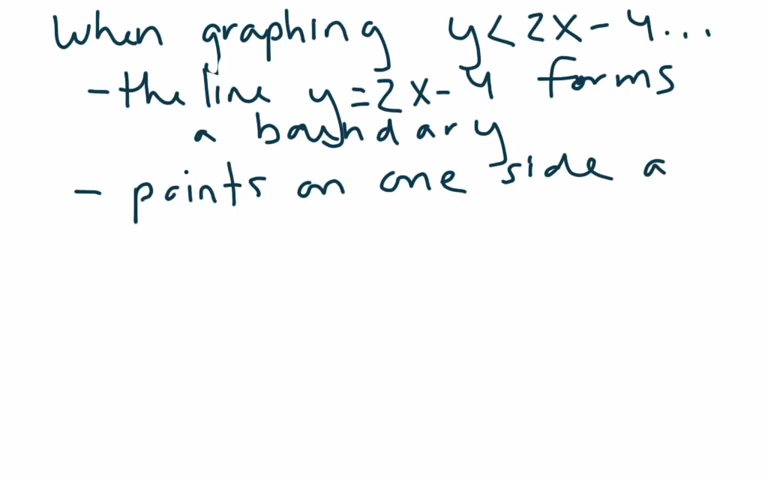 When graphing y < 2x - 4...
- the line y = 2x - 4 forms
a boundary
- points on one side a